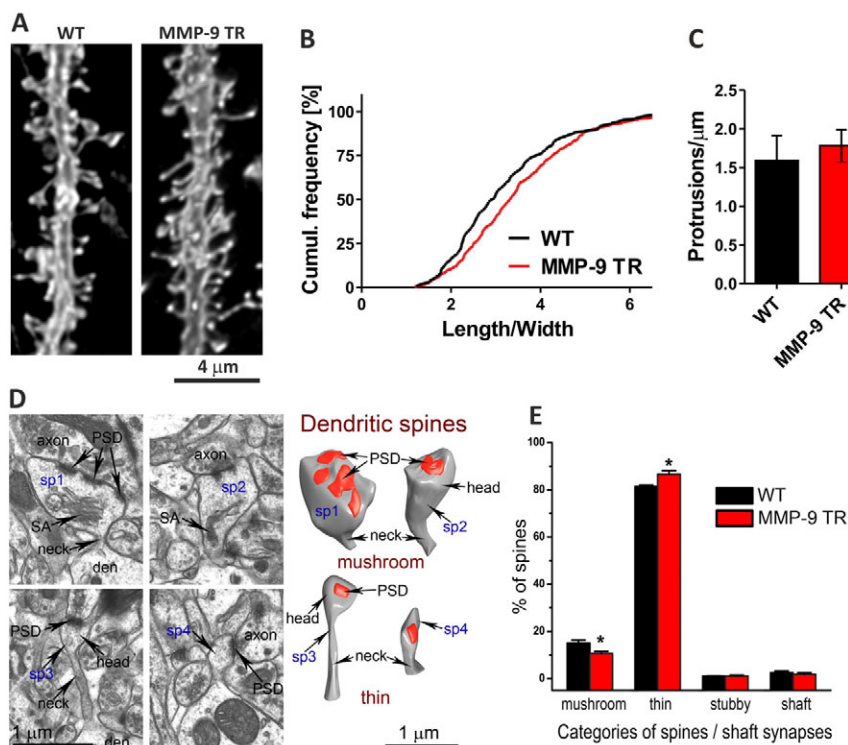 A
WT
MMP-9 TR
4 µm
B
Cumul. frequency [%]
100
75
50
25
0
0
2
4
6
Length/Width
WT
MMP-9 TR
C
Protrusions/µm
2.5
2.0
1.5
1.0
0.5
0.0
WT
MMP-9 TR
D
axon
PSD
sp1
SA
neck
den
axon
sp2
SA
PSD
sp3
head
neck
den
1 µm
sp4
axon
PSD
Dendritic spines
PSD
head
sp1
neck
sp2
mushroom
PSD
head
sp4
sp3
neck
thin
1 µm
E
% of spines
100
80
60
40
20
0
*
*
WT
MMP-9 TR
mushroom
thin
stubby
shaft
Categories of spines / shaft synapses